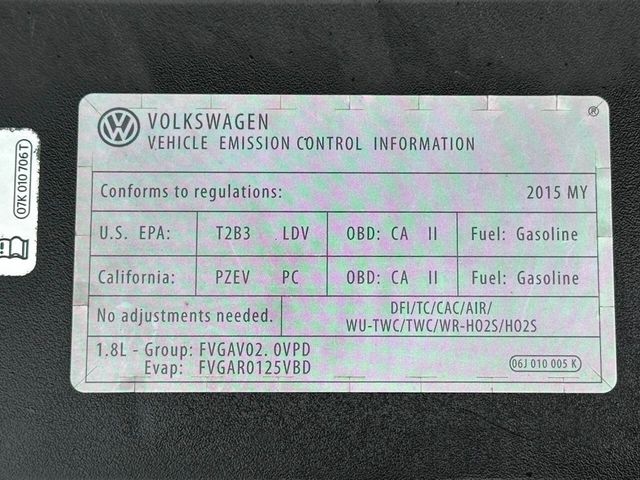 VOLKSWAGEN ®
VEHICLE EMISSION CONTROL INFORMATION
Conforms to regulations: 2015 MY
U.S. EPA: T2B3 LDV OBD: CA II Fuel: Gasoline
California: PZEV PC OBD: CA II Fuel: Gasoline
No adjustments needed.
DFI/TC/CAC/AIR/
WU-TWC/TWC/WR-HO2S/HO2S
1.8L - Group: FVGAV02. 0VPD
Evap: FVGAR0125VBD
06J 010 005 K
07K 010 706 T